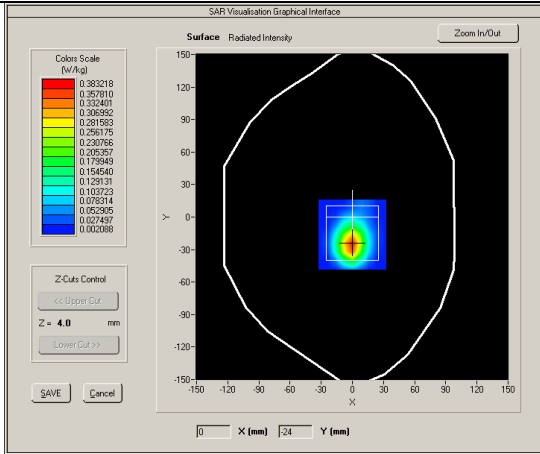 SAR Visualisation Graphical Interface
Surface Radiated Intensity
Zoom In/Out
Colors Scale
(W/kg)
0.383218
0.357810
0.332401
0.306992
0.281583
0.256175
0.230766
0.205357
0.179949
0.154540
0.129131
0.103723
0.078314
0.052905
0.027497
0.002088
150
120
90
60
30
0
-30
-60
-90
-120
-150
Y
-150 -120 -90 -60 -30 0 30 60 90 120 150
X
Z-Cuts Control
<< Upper Cut
Z = 4.0 mm
Lower Cut >>
SAVE Cancel
0 X (mm) -24 Y (mm)